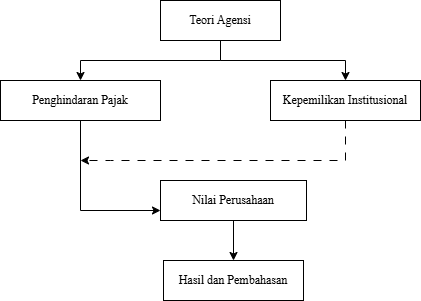 Teori Agensi
Penghindaran Pajak
Kepemilikan Institusional
Nilai Perusahaan
Hasil dan Pembahasan